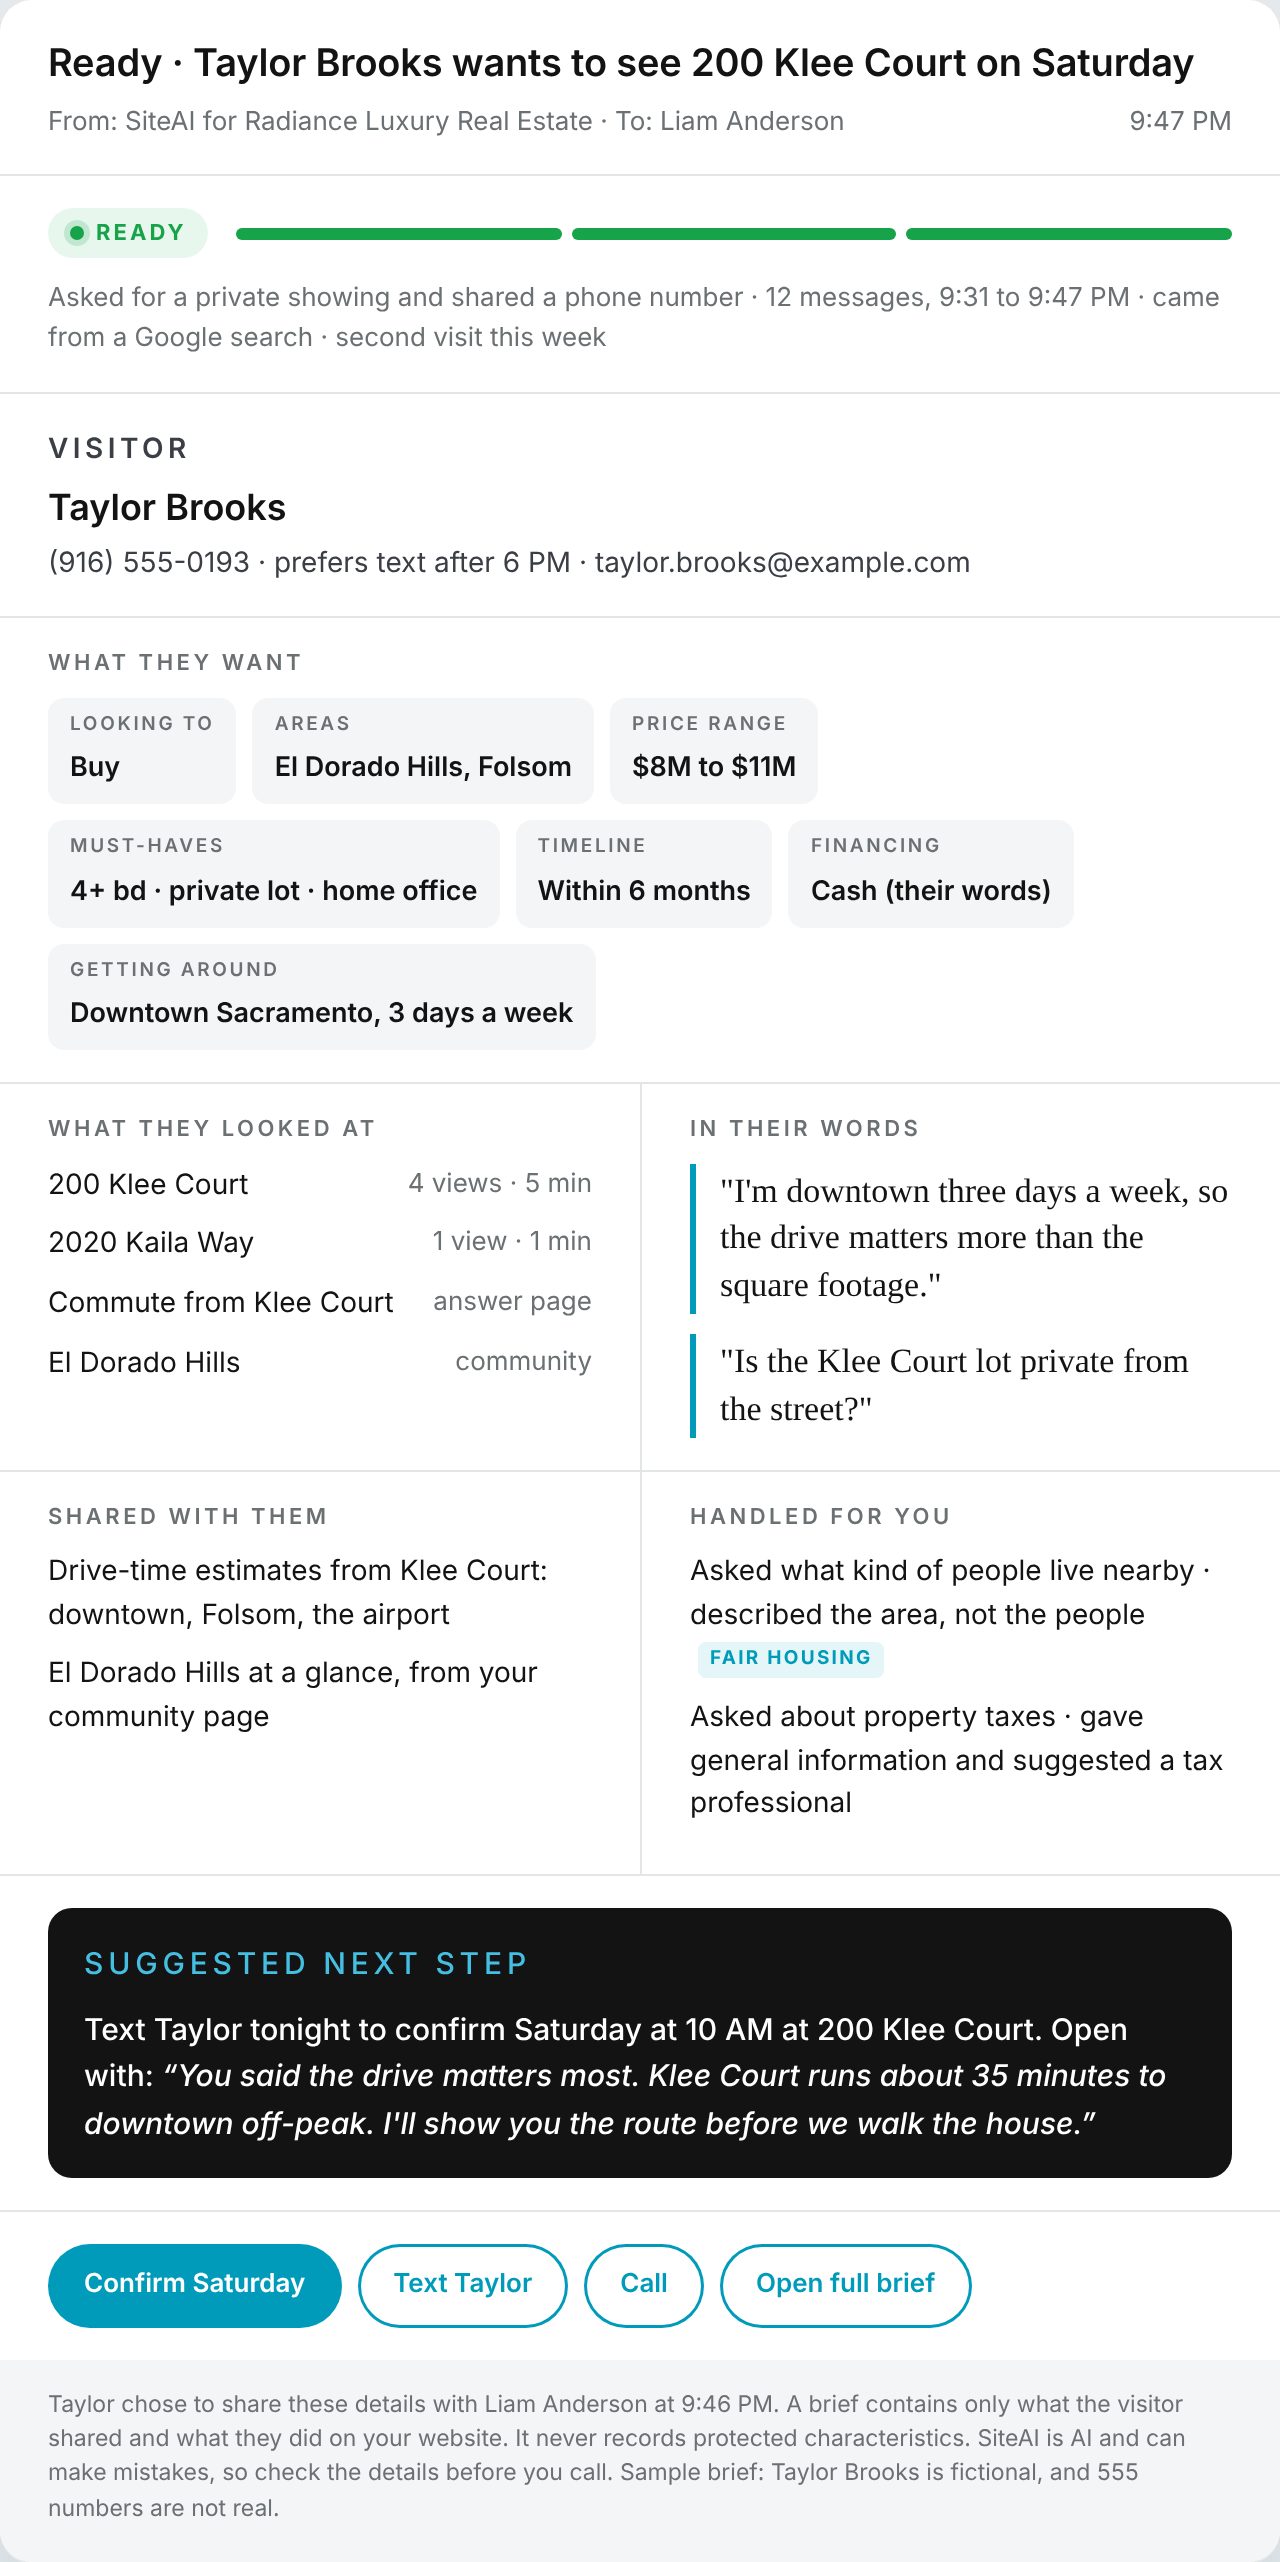 Ready · Taylor Brooks wants to see 200 Klee Court on Saturday
From: SiteAI for Radiance Luxury Real Estate · To: Liam Anderson
9:47 PM
READY
Asked for a private showing and shared a phone number · 12 messages, 9:31 to 9:47 PM · came
from a Google search · second visit this week
VISITOR
Taylor Brooks
(916) 555-0193 · prefers text after 6 PM · taylor.brooks@example.com
WHAT THEY WANT
LOOKING TO
Buy
AREAS
El Dorado Hills, Folsom
PRICE RANGE
$8M to $11M
MUST-HAVES
4+ bd · private lot · home office
TIMELINE
Within 6 months
FINANCING
Cash (their words)
GETTING AROUND
Downtown Sacramento, 3 days a week
WHAT THEY LOOKED AT
200 Klee Court 4 views · 5 min
2020 Kaila Way 1 view · 1 min
Commute from Klee Court answer page
El Dorado Hills community
IN THEIR WORDS
"I'm downtown three days a week, so
the drive matters more than the
square footage."
"Is the Klee Court lot private from
the street?"
SHARED WITH THEM
Drive-time estimates from Klee Court:
downtown, Folsom, the airport
El Dorado Hills at a glance, from your
community page
HANDLED FOR YOU
Asked what kind of people live nearby ·
described the area, not the people
FAIR HOUSING
Asked about property taxes · gave
general information and suggested a tax
professional
SUGGESTED NEXT STEP
Text Taylor tonight to confirm Saturday at 10 AM at 200 Klee Court. Open
with: “You said the drive matters most. Klee Court runs about 35 minutes to
downtown off-peak. I'll show you the route before we walk the house.”
Confirm Saturday
Text Taylor
Call
Open full brief
Taylor chose to share these details with Liam Anderson at 9:46 PM. A brief contains only what the visitor
shared and what they did on your website. It never records protected characteristics. SiteAI is AI and can
make mistakes, so check the details before you call. Sample brief: Taylor Brooks is fictional, and 555
numbers are not real.